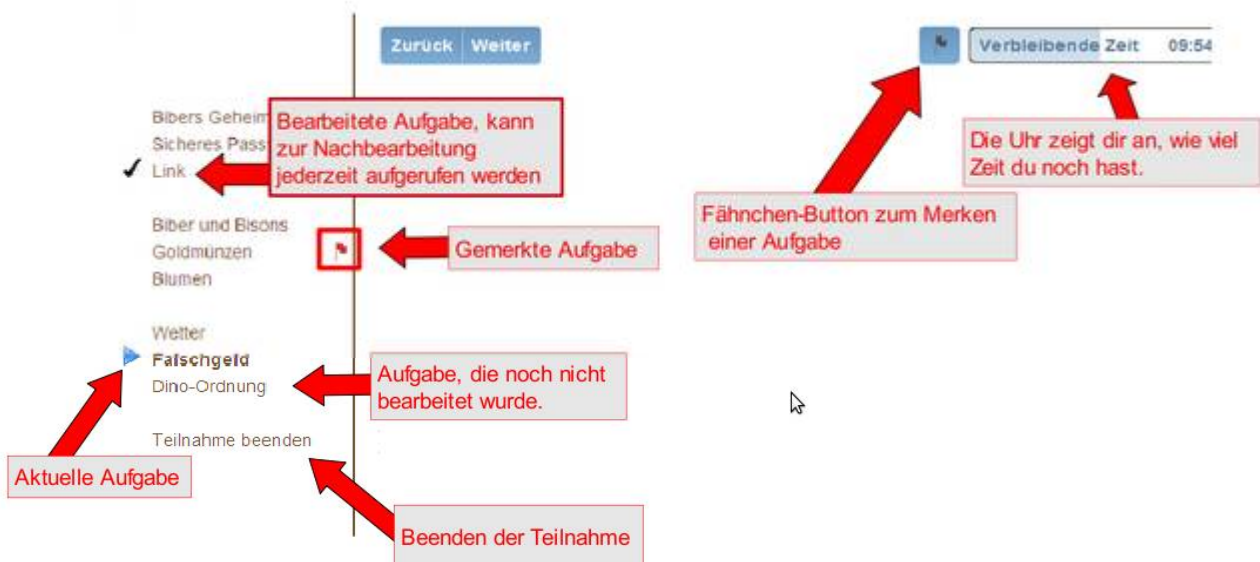 Zurück Weiter
Verbleibende Zeit 09:54
Bibers Geheim
Sicheres Pass
Link
Bearbeitete Aufgabe, kann
zur Nachbearbeitung
jederzeit aufgerufen werden
Die Uhr zeigt dir an, wie viel
Zeit du noch hast.
Fähnchen-Button zum Merken
einer Aufgabe
Biber und Bisons
Goldmünzen
Blumen
Gemerkte Aufgabe
Wetter
Falschgeld
Dino-Ordnung
Aufgabe, die noch nicht
bearbeitet wurde.
Teilnahme beenden
Aktuelle Aufgabe
Beenden der Teilnahme